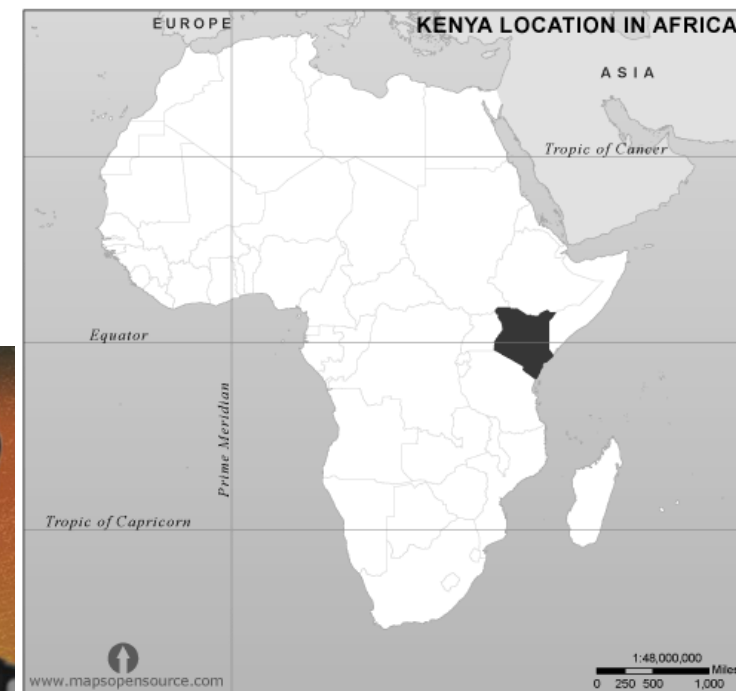 EUROPE
KENYA LOCATION IN AFRICA
ASIA
Tropic of Cancer
Equator
Prime Meridian
Tropic of Capricorn
www.mapsopensource.com
1:48,000,000
Miles
0 250 500 1,000